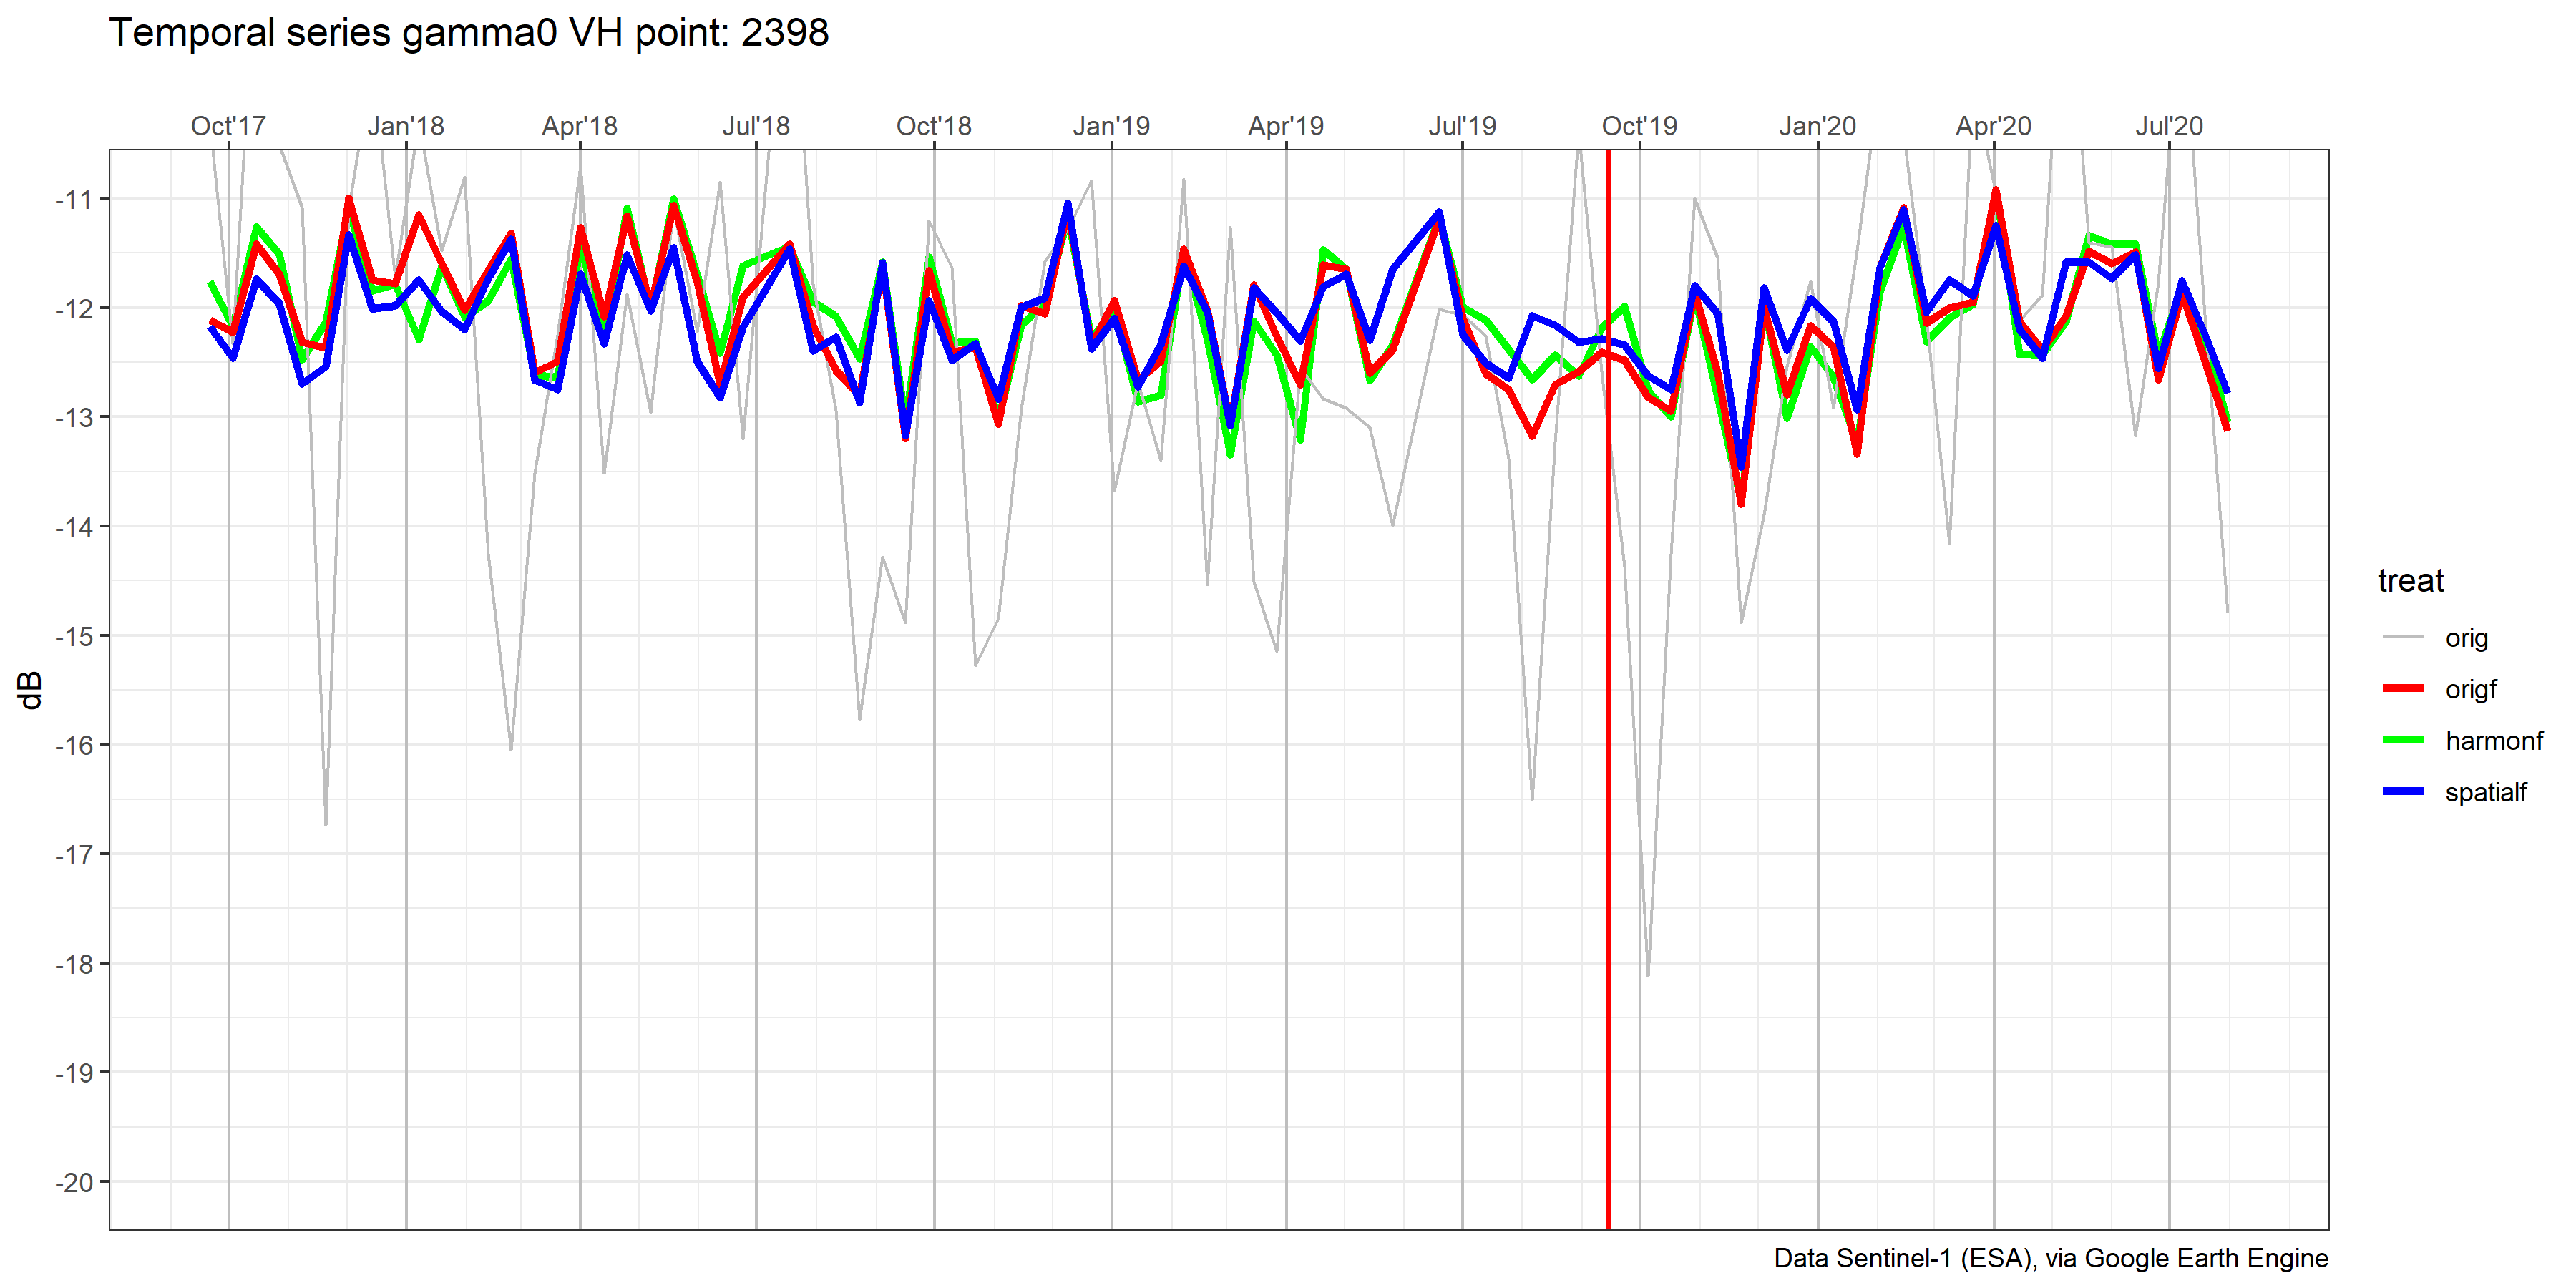 Temporal series gamma0 VH point: 2398
Oct'17 Jan'18 Apr'18 Jul'18 Oct'18 Jan'19 Apr'19 Jul'19 Oct'19 Jan'20 Apr'20 Jul'20
-11
-12
-13
-14
-15
-16
-17
-18
-19
-20
dB
treat
orig
origf
harmonf
spatialf
Data Sentinel-1 (ESA), via Google Earth Engine